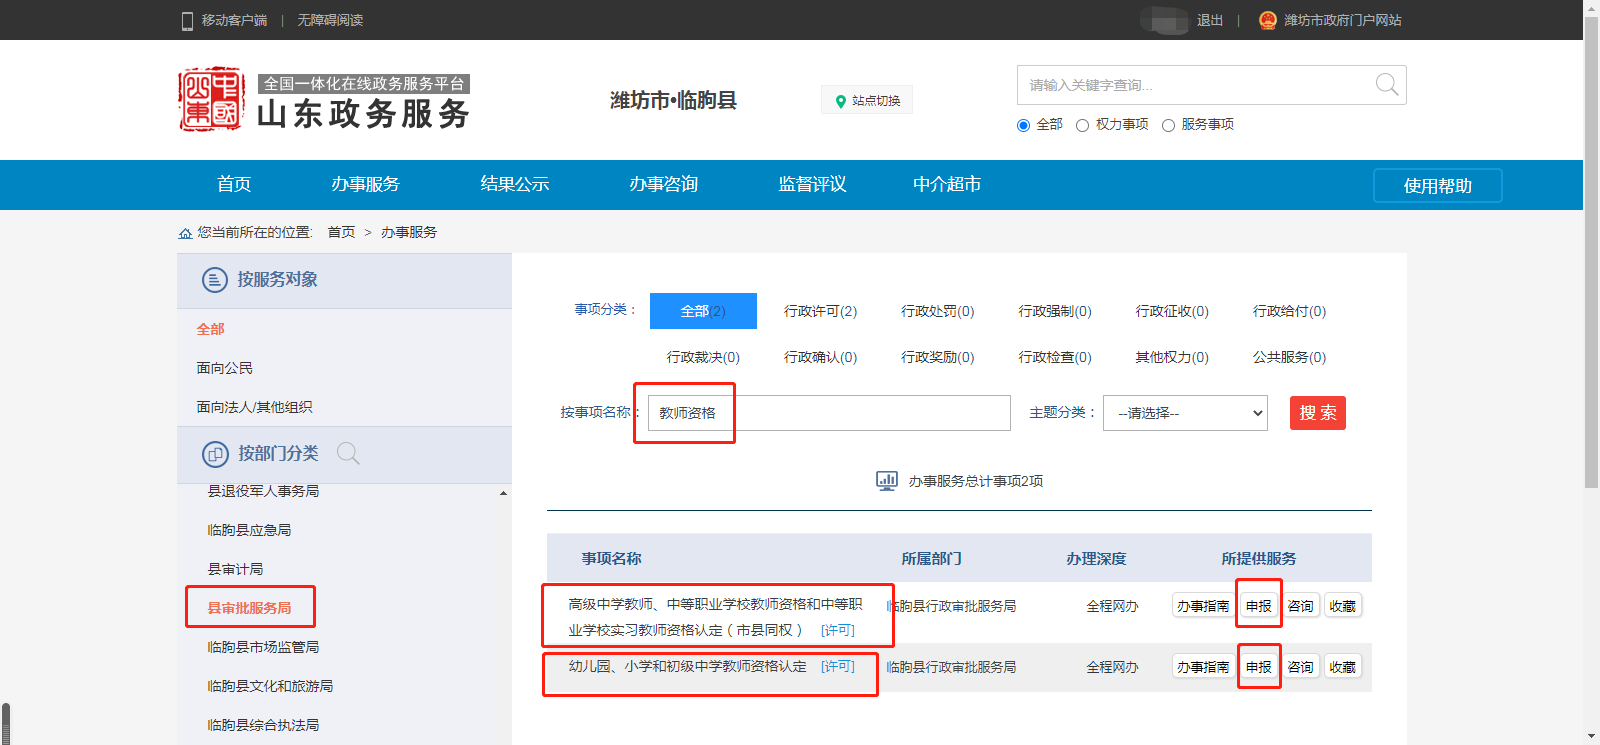 移动客户端 | 无障碍阅读
退出 | 潍坊市政府门户网站
全国一体化在线政务服务平台
山东政务服务
潍坊市•临朐县
站点切换
请输入关键字查询...
全部 权力事项 服务事项
首页 办事服务 结果公示 办事咨询 监督评议 中介超市 使用帮助
您当前所在的位置: 首页 > 办事服务
按服务对象
全部
面向公民
面向法人/其他组织
按部门分类
县退役军人事务局
临朐县应急局
县审计局
县审批服务局
临朐县市场监管局
临朐县文化和旅游局
临朐县综合执法局
事项分类： 全部(2) 行政许可(2) 行政处罚(0) 行政强制(0) 行政征收(0) 行政给付(0)
行政裁决(0) 行政确认(0) 行政奖励(0) 行政检查(0) 其他权力(0) 公共服务(0)
按事项名称： 教师资格 主题分类： --请选择-- 搜 索
办事服务总计事项2项
事项名称 所属部门 办理深度 所提供服务
高级中学教师、中等职业学校教师资格和中等职
业学校实习教师资格认定（市县同权） [许可] 临朐县行政审批服务局 全程网办 办事指南 申报 咨询 收藏
幼儿园、小学和初级中学教师资格认定 [许可] 临朐县行政审批服务局 全程网办 办事指南 申报 咨询 收藏